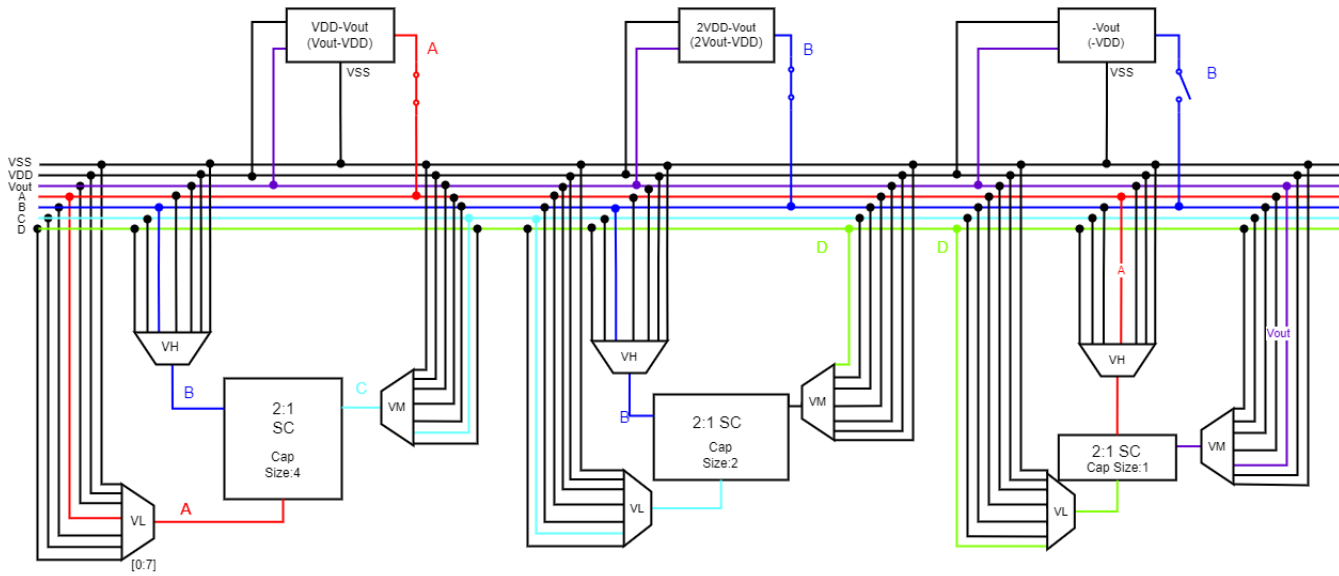 VDD-Vout
(Vout-VDD)
A
VSS
2VDD-Vout
(2Vout-VDD)
B
-Vout
(-VDD)
VSS
B
VSS
VDD
Vout
A
B
C
D
D
D
A
VH
VH
VH
Vout
B
C
B
2:1
SC
Cap
Size:4
VM
2:1 SC
Cap
Size:2
VM
2:1 SC
Cap Size:1
VM
A
VL
VL
VL
[0:7]